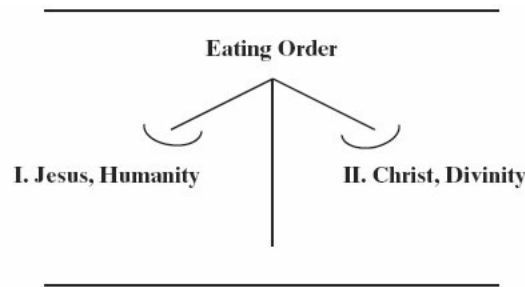 Eating Order
I. Jesus, Humanity
II. Christ, Divinity